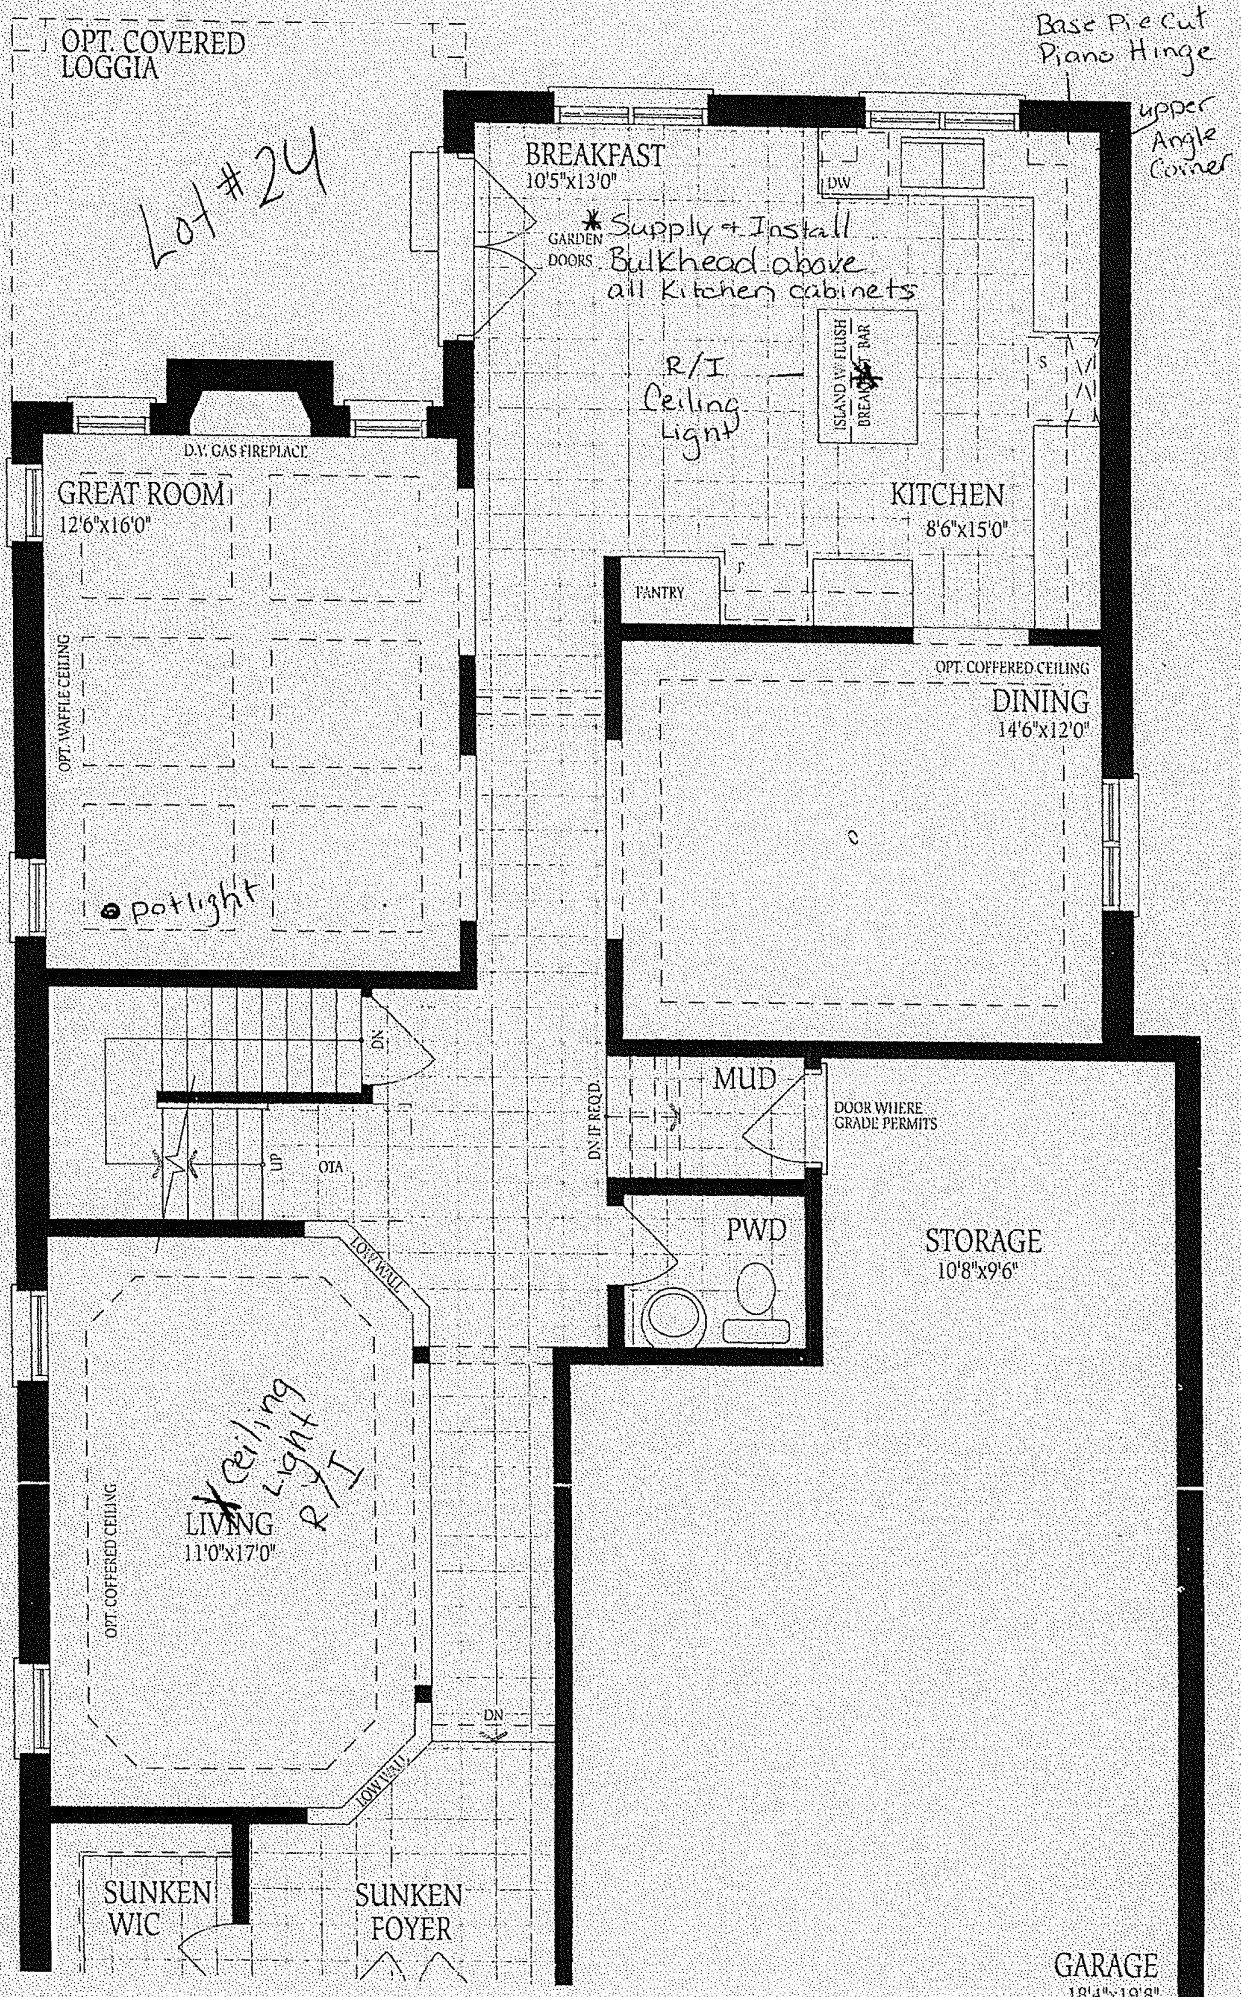 Base Pie Cut
Piano Hinge
upper
Angle
Corner
OPT. COVERED
LOGGIA
Lot #24
BREAKFAST
10'5"x13'0"
DW
* Supply + Install
Bulkhead above
all Kitchen cabinets
GARDEN
DOORS
R/I
Ceiling
Light
ISLAND W/ FLUSH
BREAKFAST BAR
S
D.V. GAS FIREPLACE
GREAT ROOM
12'6"x16'0"
KITCHEN
8'6"x15'0"
PANTRY
F
OPT. WAFFLE CEILING
OPT. COFFERED CEILING
DINING
14'6"x12'0"
potlight
DN
MUD
DN IF REQ'D.
DOOR WHERE
GRADE PERMITS
UP
OTA
PWD
STORAGE
10'8"x9'6"
LOW WALL
X Ceiling
Light
R/I
LIVING
11'0"x17'0"
OPT. COFFERED CEILING
DN
LOW WALL
SUNKEN
WIC
SUNKEN
FOYER
GARAGE
18'4"x19'8"